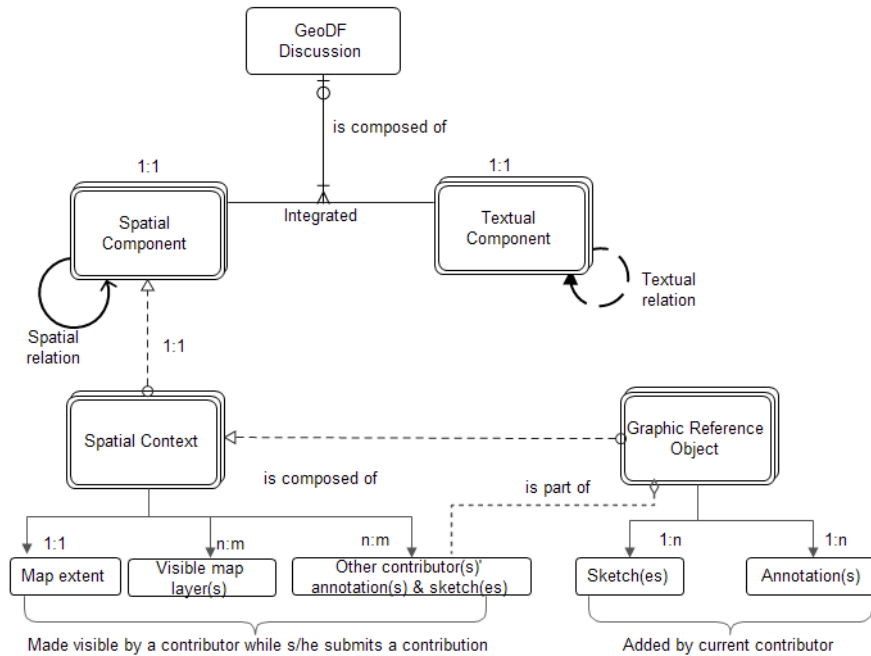 GeoDF
Discussion
is composed of
1:1
1:1
Spatial
Component
Integrated
Textual
Component
Spatial
relation
1:1
Textual
relation
Spatial Context
Graphic Reference
Object
is composed of
is part of
1:1
n:m
n:m
1:n
1:n
Map extent
Visible map
layer(s)
Other contributor(s)'
annotation(s) & sketch(es)
Sketch(es)
Annotation(s)
Made visible by a contributor while s/he submits a contribution
Added by current contributor